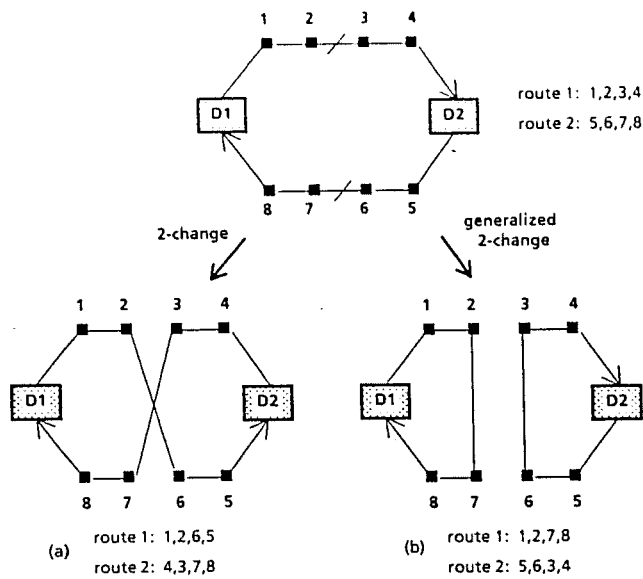 1 2 3 4
D1 D2
route 1: 1,2,3,4
route 2: 5,6,7,8
8 7 6 5
2-change
generalized
2-change
1 2 3 4
D1 D2
8 7 6 5
(a) route 1: 1,2,6,5
route 2: 4,3,7,8
1 2 3 4
D1 D2
8 7 6 5
(b) route 1: 1,2,7,8
route 2: 5,6,3,4